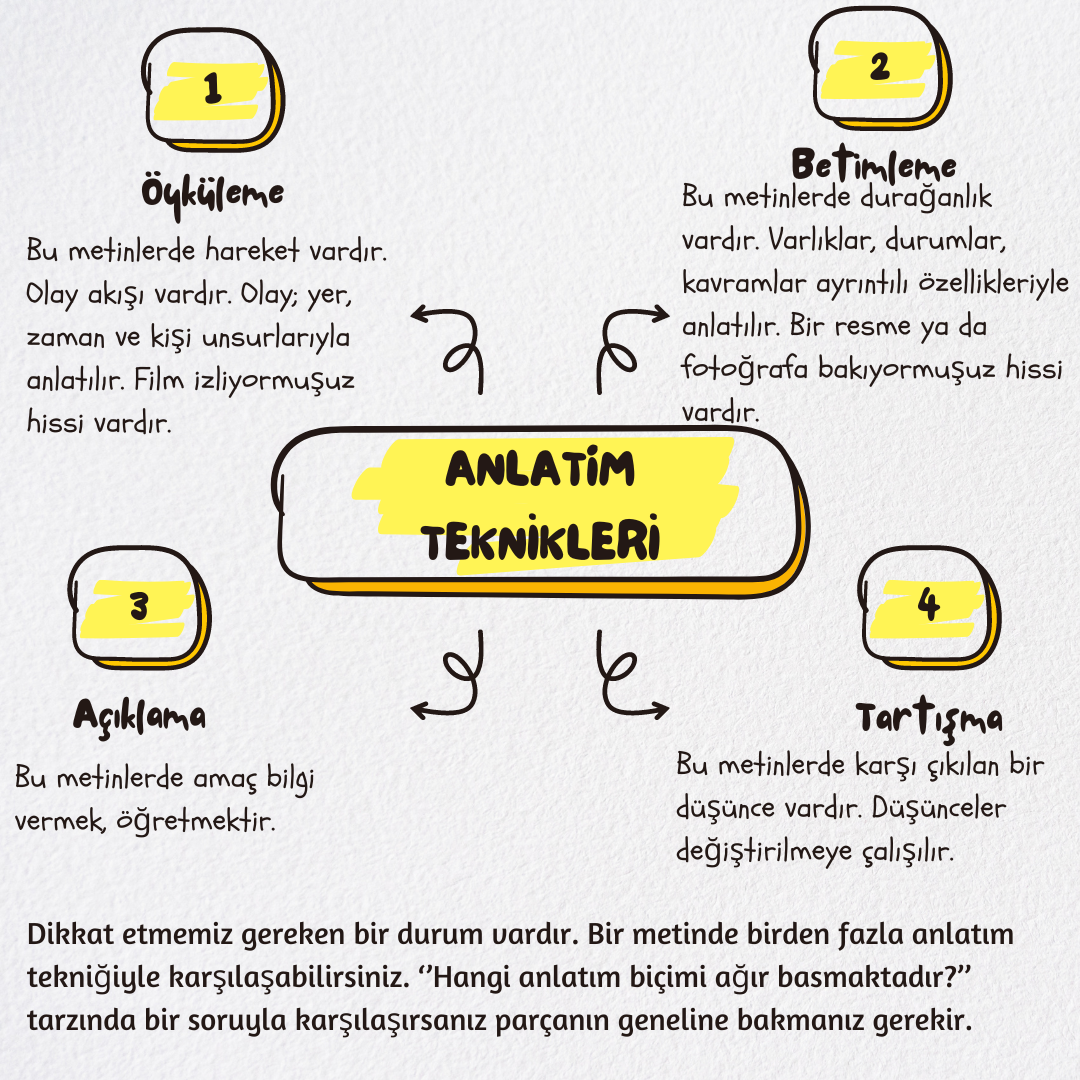 1
Öyküleme
Bu metinlerde hareket vardır.
Olay akışı vardır. Olay; yer,
zaman ve kişi unsurlarıyla
anlatılır. Film izliyormuşuz
hissi vardır.
2
Betimleme
Bu metinlerde durağanlık
vardır. Varlıklar, durumlar,
kavramlar ayrıntılı özellikleriyle
anlatılır. Bir resme ya da
fotoğrafa bakıyormuşuz hissi
vardır.
ANLATİM
TEKNİKLERİ
3
Açıklama
Bu metinlerde amaç bilgi
vermek, öğretmektir.
4
Tartışma
Bu metinlerde karşı çıkılan bir
düşünce vardır. Düşünceler
değiştirilmeye çalışılır.
Dikkat etmemiz gereken bir durum vardır. Bir metinde birden fazla anlatım
tekniğiyle karşılaşabilirsiniz. ‘’Hangi anlatım biçimi ağır basmaktadır?’’
tarzında bir soruyla karşılaşırsanız parçanın geneline bakmanız gerekir.